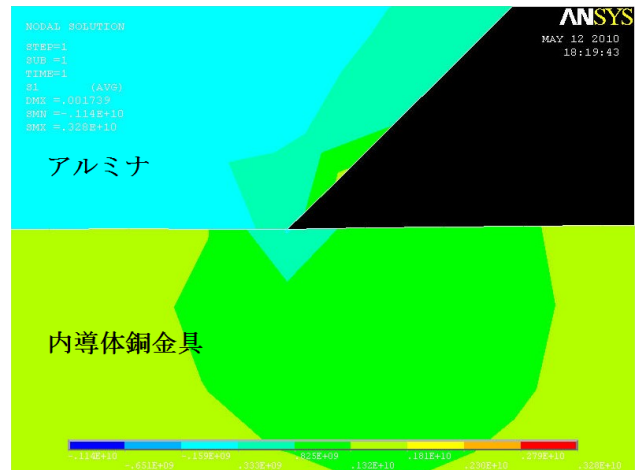 NODAL SOLUTION
STEP=1
SUB =1
TIME=1
S1 (AVG)
DMX =.001739
SMN =-.114E+10
SMX =.328E+10
ANSYS
MAY 12 2010
18:19:43
アルミナ
内導体銅金具
-.114E+10 -.159E+09 .825E+09 .181E+10 .279E+10
-.651E+09 .333E+09 .132E+10 .230E+10 .328E+10